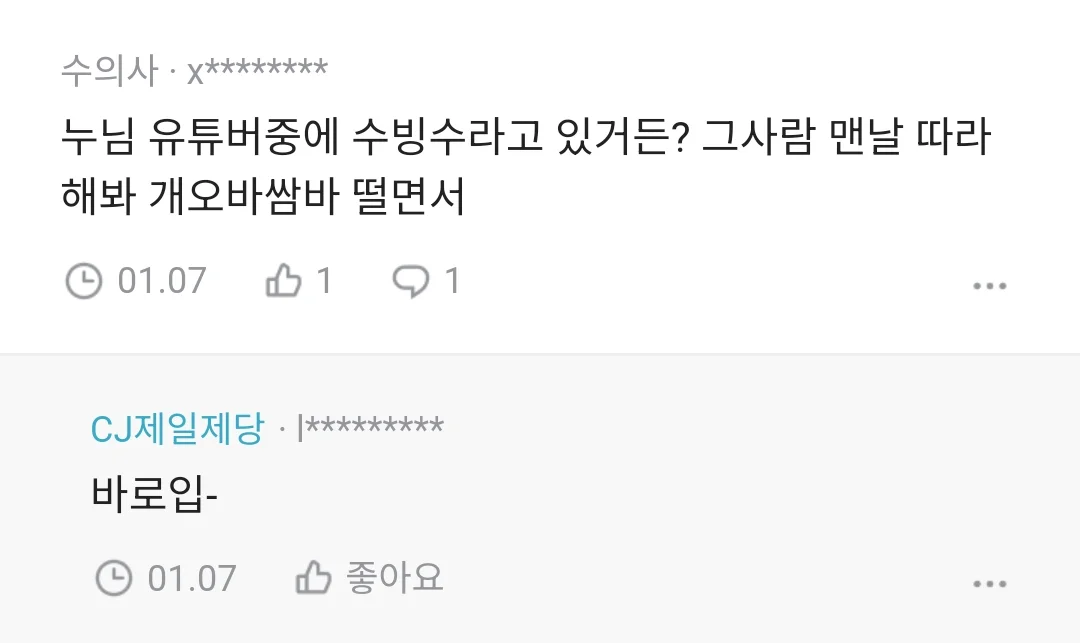 수의사 · x********
누님 유튜버중에 수빙수라고 있거든? 그사람 맨날 따라
해봐 개오바쌈바 떨면서
01.07 1 1
CJ제일제당 · l*********
바로입-
01.07 좋아요